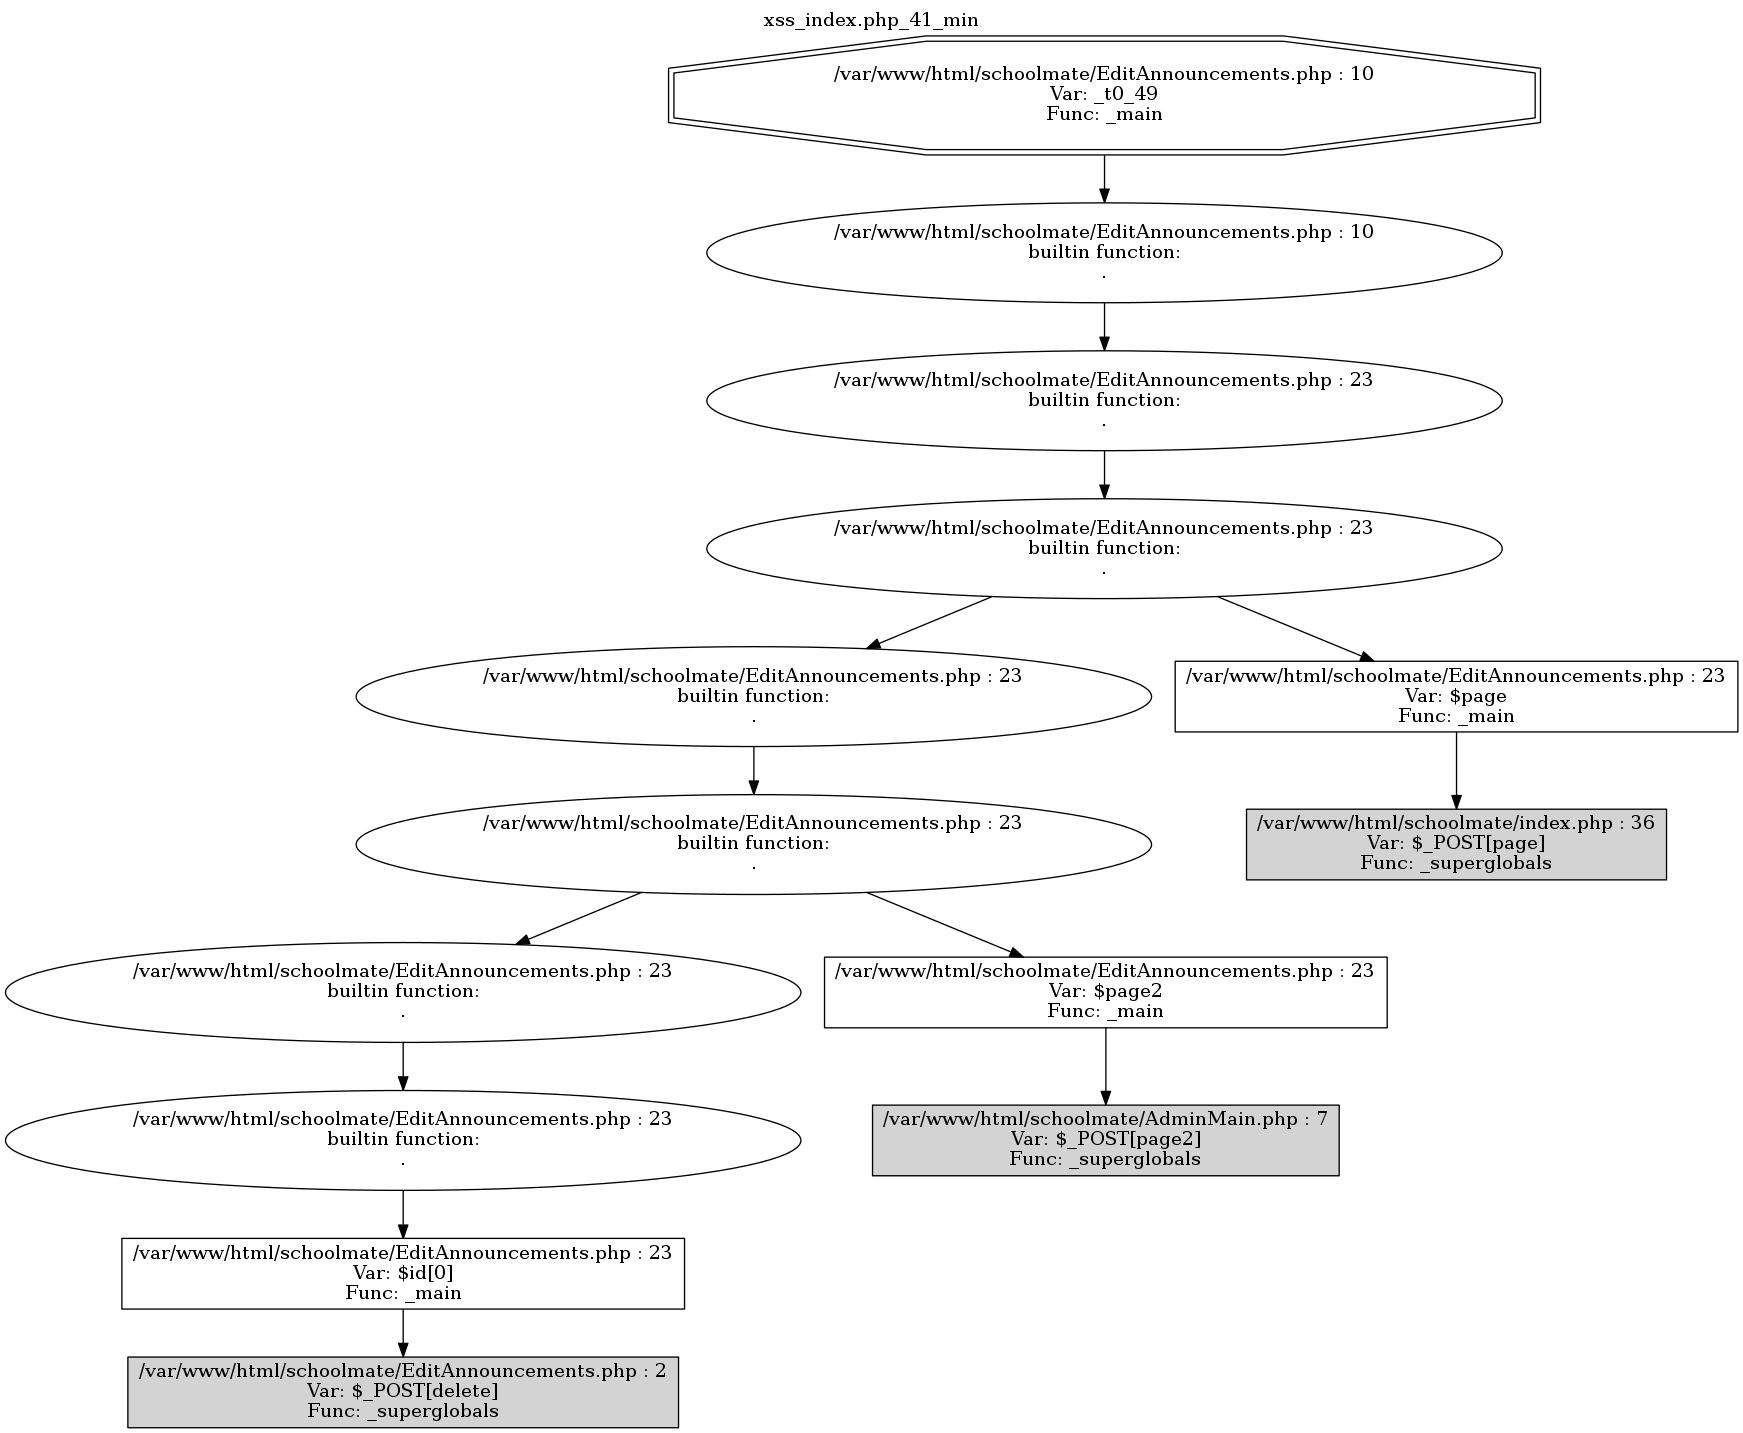 xss_index.php_41_min
/var/www/html/schoolmate/EditAnnouncements.php : 10
Var: _t0_49
Func: _main
/var/www/html/schoolmate/EditAnnouncements.php : 10
builtin function:
.
/var/www/html/schoolmate/EditAnnouncements.php : 23
builtin function:
.
/var/www/html/schoolmate/EditAnnouncements.php : 23
builtin function:
.
/var/www/html/schoolmate/EditAnnouncements.php : 23
builtin function:
.
/var/www/html/schoolmate/EditAnnouncements.php : 23
Var: $page
Func: _main
/var/www/html/schoolmate/EditAnnouncements.php : 23
builtin function:
.
/var/www/html/schoolmate/index.php : 36
Var: $_POST[page]
Func: _superglobals
/var/www/html/schoolmate/EditAnnouncements.php : 23
builtin function:
.
/var/www/html/schoolmate/EditAnnouncements.php : 23
Var: $page2
Func: _main
/var/www/html/schoolmate/EditAnnouncements.php : 23
builtin function:
.
/var/www/html/schoolmate/AdminMain.php : 7
Var: $_POST[page2]
Func: _superglobals
/var/www/html/schoolmate/EditAnnouncements.php : 23
Var: $id[0]
Func: _main
/var/www/html/schoolmate/EditAnnouncements.php : 2
Var: $_POST[delete]
Func: _superglobals